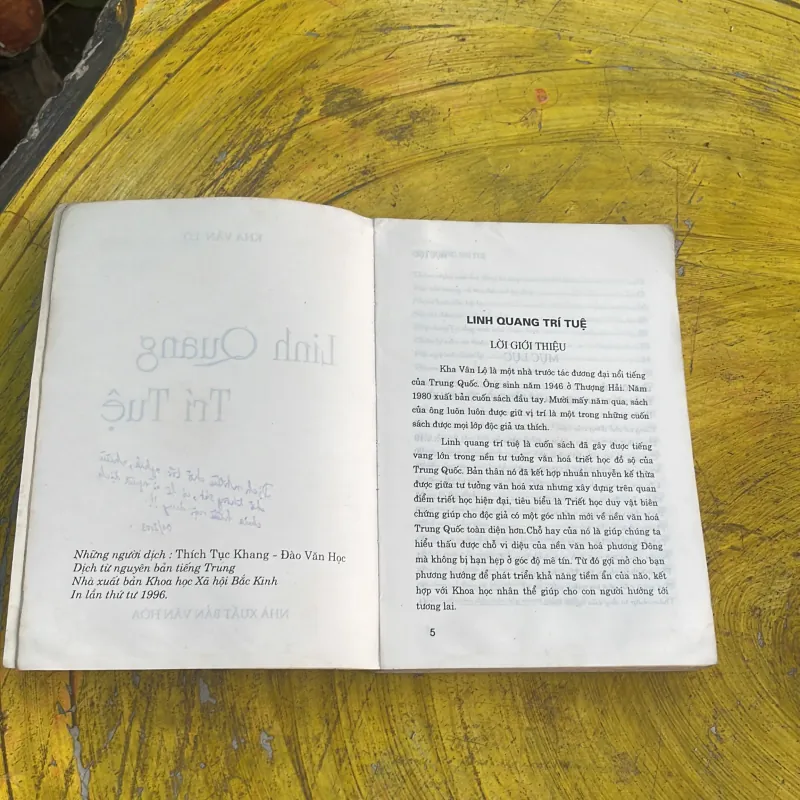 Những người dịch : Thích Tục Khang - Đào Văn Học
Dịch từ nguyên bản tiếng Trung
Nhà xuất bản Khoa học Xã hội Bắc Kinh
In lần thứ tư 1996.
LINH QUANG TRÍ TUỆ
LỜI GIỚI THIỆU
Kha Văn Lộ là một nhà trước tác đương đại nổi tiếng
của Trung Quốc. Ông sinh năm 1946 ở Thượng Hải. Năm
1980 xuất bản cuốn sách đầu tay. Mười mấy năm qua, sách
của ông luôn luôn được giữ vị trí là một trong những cuốn
sách được mọi lớp độc giả ưa thích.
Linh quang trí tuệ là cuốn sách đã gây được tiếng
vang lớn trong nền tư tưởng văn hoá triết học đồ sộ của
Trung Quốc. Bản thân nó đã kết hợp nhuần nhuyễn kế thừa
được giữa tư tưởng văn hoá xưa nhưng xây dựng trên quan
điểm triết học hiện đại, tiêu biểu là Triết học duy vật biên
chứng giúp cho độc giả có một góc nhìn mới về nền văn hoá
Trung Quốc toàn diện hơn.Chỗ hay của nó là giúp chúng ta
hiểu thấu được chỗ vi diệu của nền văn hoá phương Đông
mà không bị hạn hẹp ở góc độ mê tín. Từ đó gợi mở cho bạn
phương hướng để phát triển khả năng tiềm ẩn của não, kết
hợp với Khoa học nhân thể giúp cho con người hướng tới
tương lai.
5
KHA VĂN LỘ
Linh Quang
Trí Tuệ
NHÀ XUẤT BẢN VĂN HÓA
MỤC LỤC